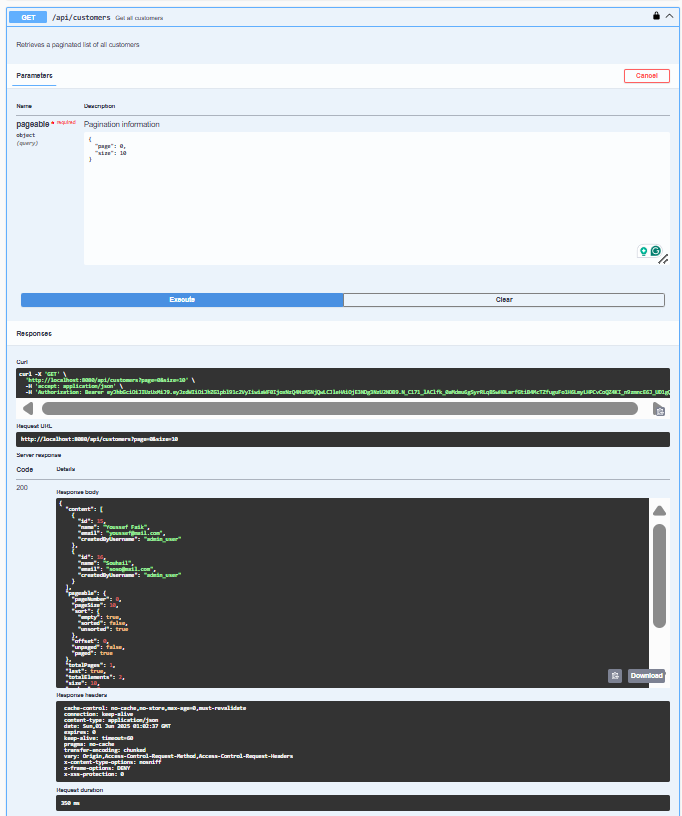 GET /api/customers Get all customers
Retrieves a paginated list of all customers
Parameters
Cancel
Name Description
pageable * required Pagination information
object
(query)
{
"page": 0,
"size": 10
}
Execute Clear
Responses
Curl
curl -X 'GET' \
'http://localhost:8080/api/customers?page=0&size=10' \
-H 'accept: application/json' \
-H 'Authorization: Bearer
Request URL
http://localhost:8080/api/customers?page=0&size=10
Server response
Code Details
200
Response body
{
"content": [
{
"id":
"name": "Youssef Faik",
"email": "youssef@mail.com",
"createdByUsername": "admin_user"
},
{
"id":
"name": "Souhail",
"email": "soso@mail.com",
"createdByUsername": "admin_user"
}
],
"pageable": {
"pageNumber": 0,
"pageSize": 10,
"sort": {
"empty": true,
"sorted": false,
"unsorted": true
},
"offset": 0,
"unpaged": false,
"paged": true
},
"totalPages": 1,
"last": true,
"totalElements": 2,
"size": 10,
Download
Response headers
cache-control: no-cache,no-store,max-age=0,must-revalidate
connection: keep-alive
content-type: application/json
date: Sun,01 Jun 2025 01:02:37 GMT
expires: 0
keep-alive: timeout=60
pragma: no-cache
transfer-encoding: chunked
vary: Origin,Access-Control-Request-Method,Access-Control-Request-Headers
x-content-type-options: nosniff
x-frame-options: DENY
x-xss-protection: 0
Request duration
350 ms